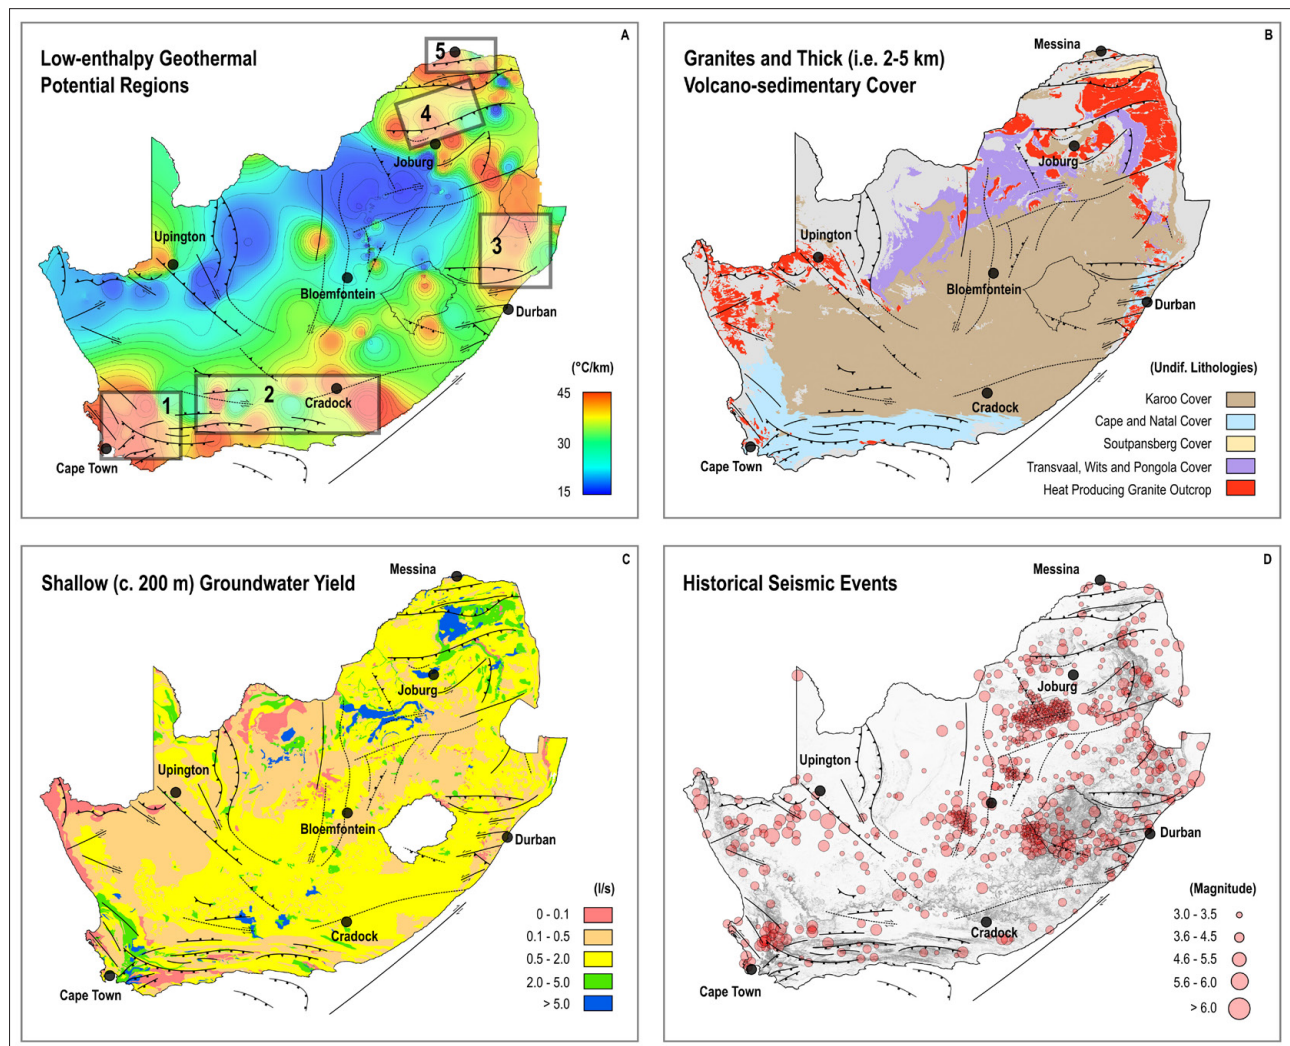 A
Low-enthalpy Geothermal
Potential Regions
5
4
Joburg
3
Upington
Bloemfontein
Durban
(°C/km)
45
30
15
1
2
Cradock
Cape Town
B
Granites and Thick (i.e. 2-5 km)
Volcano-sedimentary Cover
Messina
Joburg
Upington
Bloemfontein
Durban
(Undif. Lithologies)
Karoo Cover
Cape and Natal Cover
Soutpansberg Cover
Transvaal, Wits and Pongola Cover
Heat Producing Granite Outcrop
Cradock
Cape Town
C
Shallow (c. 200 m) Groundwater Yield
Messina
Joburg
Upington
Bloemfontein
Durban
(l/s)
0 - 0.1
0.1 - 0.5
0.5 - 2.0
2.0 - 5.0
> 5.0
Cradock
Cape Town
D
Historical Seismic Events
Messina
Joburg
Upington
Bloemfontein
Durban
(Magnitude)
3.0 - 3.5
3.6 - 4.5
4.6 - 5.5
5.6 - 6.0
> 6.0
Cradock
Cape Town